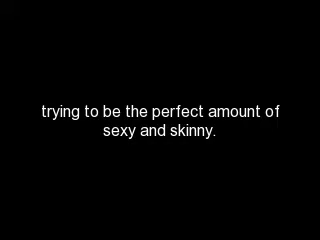 trying to be the perfect amount of
sexy and skinny.